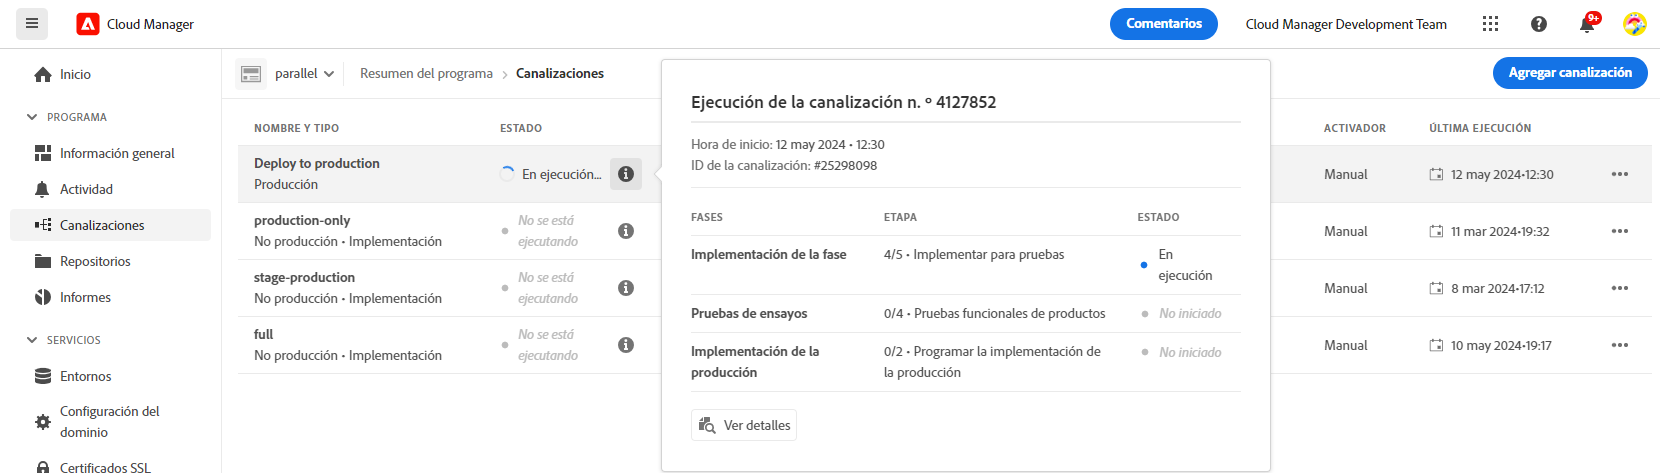 Cloud Manager
Comentarios
Cloud Manager Development Team
9+
Inicio
PROGRAMA
Información general
Actividad
Canalizaciones
Repositorios
Informes
SERVICIOS
Entornos
Configuración del
dominio
Certificados SSL
parallel
Resumen del programa
Canalizaciones
Agregar canalización
NOMBRE Y TIPO
ESTADO
ACTIVADOR
ÚLTIMA EJECUCIÓN
Deploy to production
Producción
En ejecución...
Manual
12 may 2024•12:30
production-only
No producción • Implementación
No se está
ejecutando
Manual
11 mar 2024•19:32
stage-production
No producción • Implementación
No se está
ejecutando
Manual
8 mar 2024•17:12
full
No producción • Implementación
No se está
ejecutando
Manual
10 may 2024•19:17
Ejecución de la canalización n. º 4127852
Hora de inicio: 12 may 2024 • 12:30
ID de la canalización: #25298098
FASES
ETAPA
ESTADO
Implementación de la fase
4/5 • Implementar para pruebas
En
ejecución
Pruebas de ensayos
0/4 • Pruebas funcionales de productos
No iniciado
Implementación de la
producción
0/2 • Programar la implementación de
la producción
No iniciado
Ver detalles